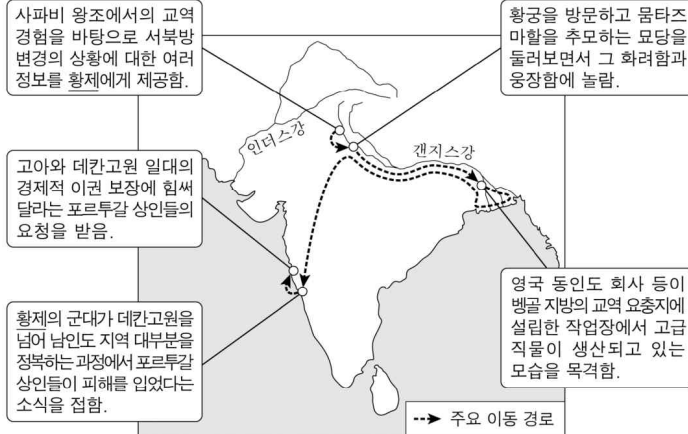 사파비 왕조에서의 교역
경험을 바탕으로 서북방
변경의 상황에 대한 여러
정보를 황제에게 제공함.
황궁을 방문하고 뭄타즈
마할을 추모하는 묘당을
둘러보면서 그 화려함과
웅장함에 놀람.
인더스강
갠지스강
고아와 데칸고원 일대의
경제적 이권 보장에 힘써
달라는 포르투갈 상인들의
요청을 받음.
황제의 군대가 데칸고원을
넘어 남인도 지역 대부분을
정복하는 과정에서 포르투갈
상인들이 피해를 입었다는
소식을 접함.
영국 동인도 회사 등이
벵골 지방의 교역 요충지에
설립한 작업장에서 고급
직물이 생산되고 있는
모습을 목격함.
주요 이동 경로